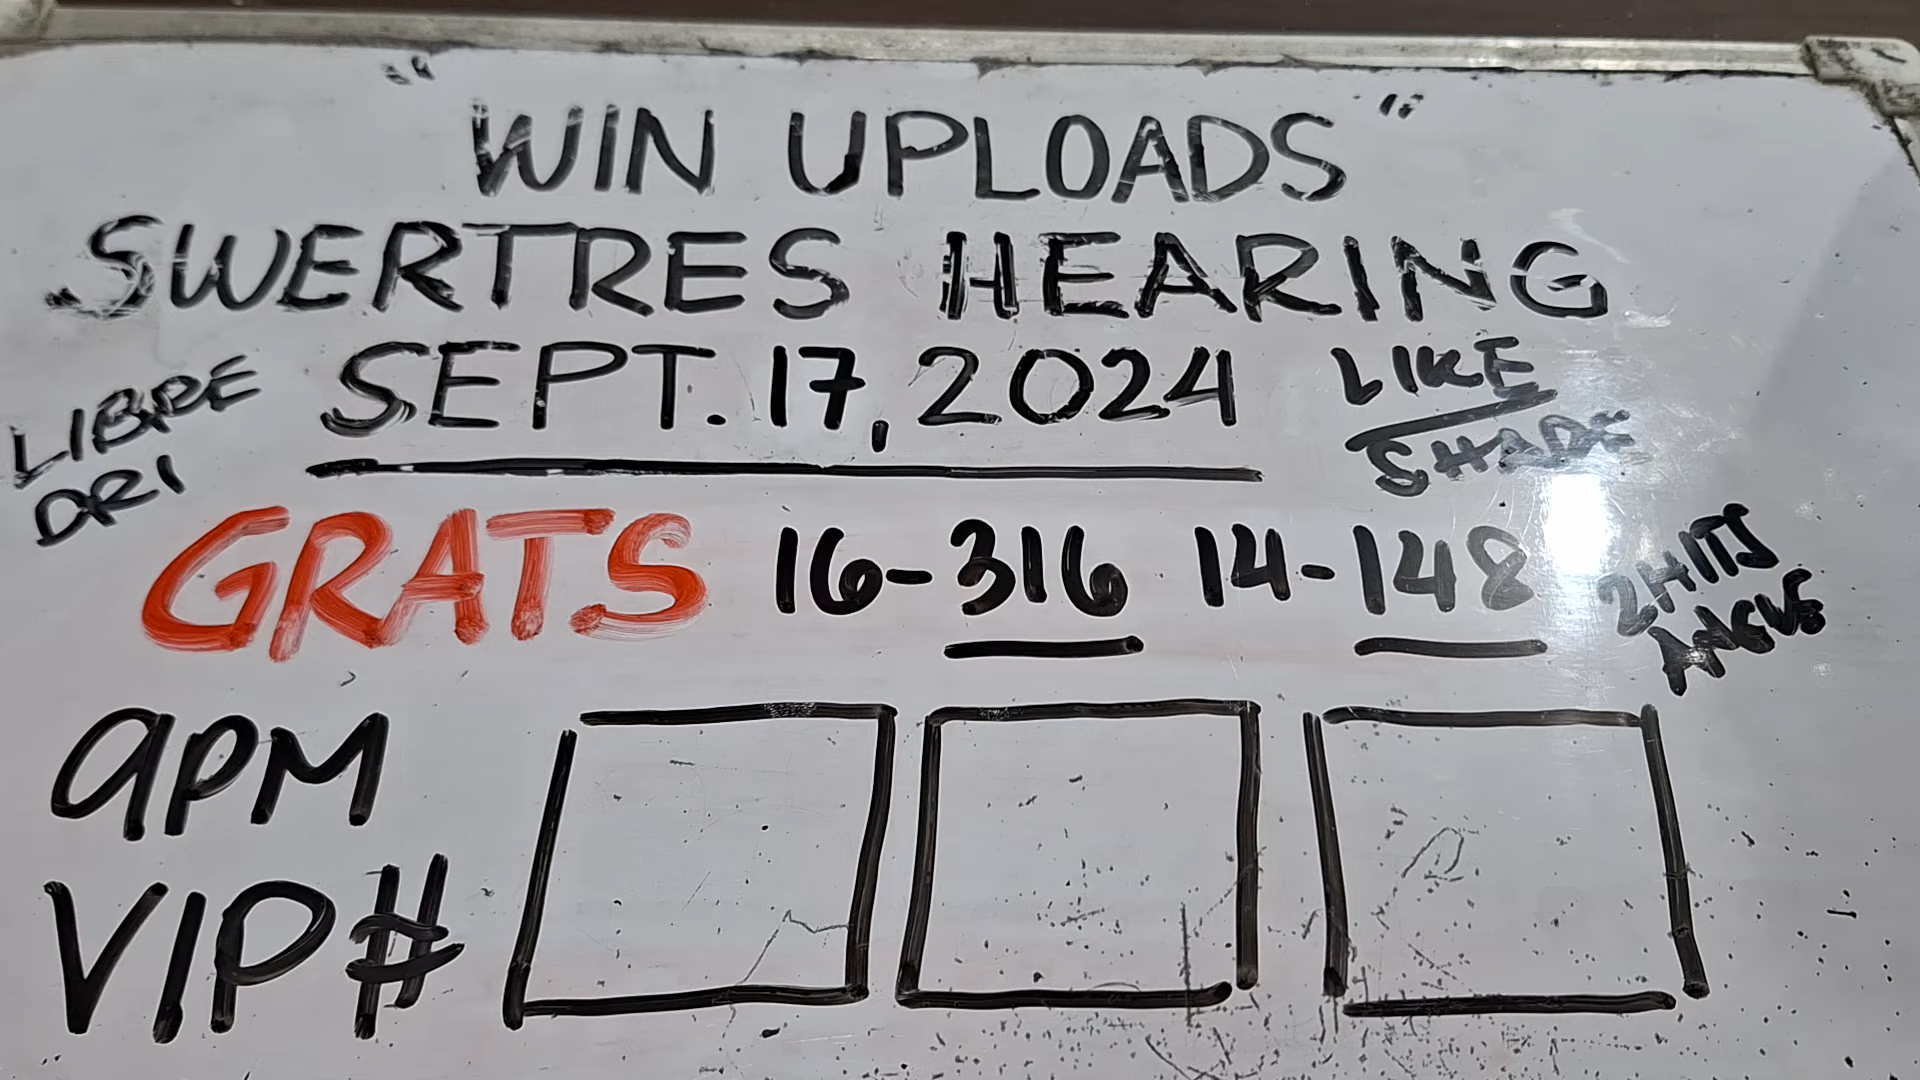 "WIN UPLOADS"
SWERTRES HEARING
SEPT. 17, 2024
LIBRE
DRI
LIKE
SHARE
GRATS 16-316 14-148
2HITS
ANGVE
9PM
VIP#